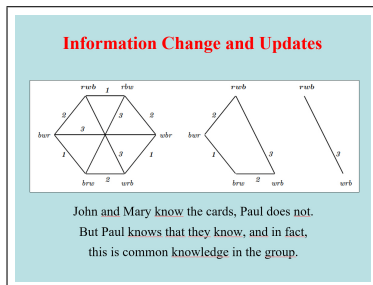 Information Change and Updates
rwb 1 rbw
rwb
rwb
2
3
2
2
bwr
3
wbr
bwr
1
3
1
1
3
3
brw
2
wrb
brw
2
wrb
wrb
John and Mary know the cards, Paul does not.
But Paul knows that they know, and in fact,
this is common knowledge in the group.